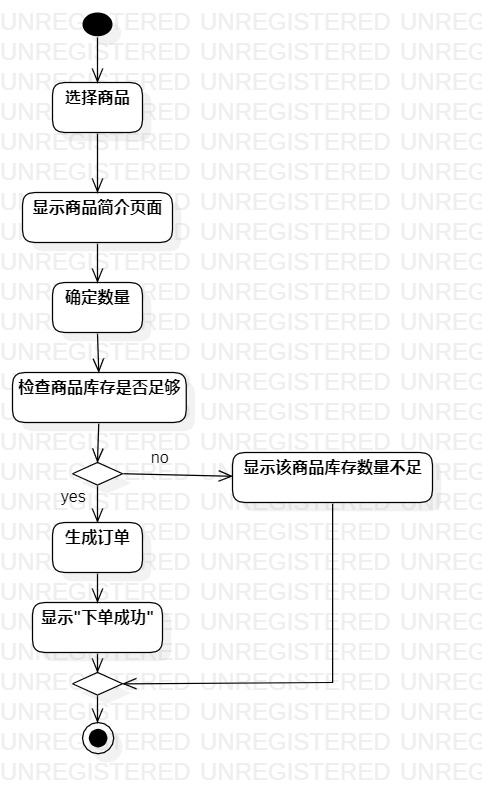 选择商品
显示商品简介页面
确定数量
检查商品库存是否足够
no
显示该商品库存数量不足
yes
生成订单
显示"下单成功"
UNREGISTERED UNREGISTERED UNREG